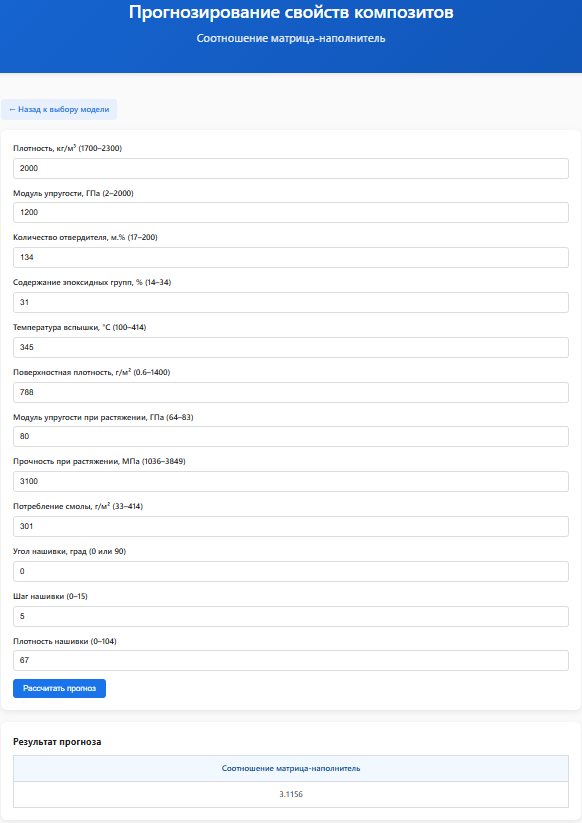 Прогнозирование свойств композитов
Соотношение матрица-наполнитель
← Назад к выбору модели
Плотность, кг/м³ (1700–2300)
2000
Модуль упругости, ГПа (2–2000)
1200
Количество отвердителя, м.% (17–200)
134
Содержание эпоксидных групп, % (14–34)
31
Температура вспышки, °C (100–414)
345
Поверхностная плотность, г/м² (0.6–1400)
788
Модуль упругости при растяжении, ГПа (64–83)
80
Прочность при растяжении, МПа (1036–3849)
3100
Потребление смолы, г/м² (33–414)
301
Угол нашивки, град (0 или 90)
0
Шаг нашивки (0–15)
5
Плотность нашивки (0–104)
67
Рассчитать прогноз
Результат прогноза
Соотношение матрица-наполнитель
3.1156